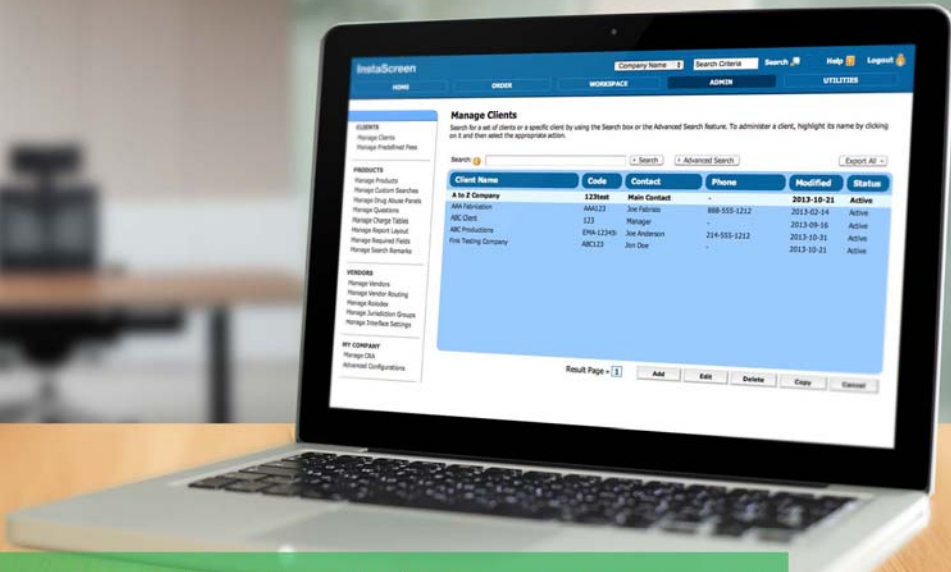 InstaScreen
Company Name Search Criteria Search Help Logout
HOME ORDER WORKSPACE ADMIN UTILITIES
CLIENTS
Manage Clients
Manage Predefined Fees
PRODUCTS
Manage Products
Manage Custom Searches
Manage Drug Abuse Panels
Manage Questions
Manage Charge Tables
Manage Report Layout
Manage Required Fields
Manage Search Remarks
VENDORS
Manage Vendors
Manage Vendor Routing
Manage Rolodex
Manage Jurisdiction Groups
Manage Interface Settings
MY COMPANY
Manage CRA
Advanced Configurations
Manage Clients
Search for a set of clients or a specific client by using the Search box or the Advanced Search feature. To administer a client, highlight its name by clicking
on it and then select the appropriate action.
Search Search Advanced Search Export All
Client Name Code Contact Phone Modified Status
A to Z Company 123test Main Contact - 2013-10-21 Active
AAA Fabrication AAA123 Joe Fabrisio 888-555-1212 2013-02-14 Active
ABC Client 123 Manager - 2013-09-16 Active
ABC Productions EMA-12345 Joe Anderson 214-555-1212 2013-10-31 Active
Fink Testing Company ABC123 Jon Doe - 2013-10-21 Active
Result Page 1 Add Edit Delete Copy Cancel